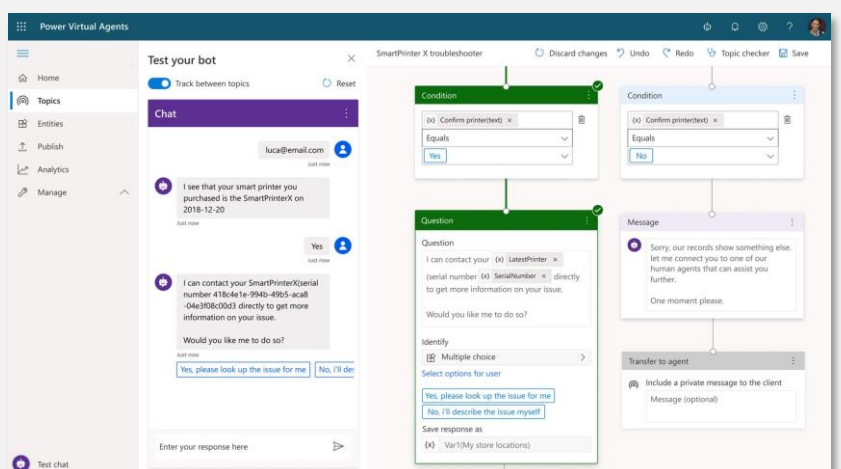 Power Virtual Agents
?
Home
Topics
Entities
Publish
Analytics
Manage
Test chat
Test your bot
Track between topics
Reset
Chat
luca@email.com
Just now
I see that your smart printer you
purchased is the SmartPrinterX on
2018-12-20
Just now
Yes
Just now
I can contact your SmartPrinterX(serial
number 418c4e1e-994b-49b5-aca8
-04e3f08c00d3 directly to get more
information on your issue.
Would you like me to do so?
Just now
Yes, please look up the issue for me
No, i'll des
Enter your response here
SmartPrinter X troubleshooter
Discard changes
Undo
Redo
Topic checker
Save
Condition
{x} Confirm printer(text) ×
Equals
Yes
Question
Question
I can contact your {x} LatestPrinter ×
(serial number {x} SerialNumber × directly
to get more information on your issue.
Would you like me to do so?
Identify
Multiple choice
Select options for user
Yes, please look up the issue for me
No, i'll describe the issue myself
Save response as
{x} Var1(My store locations)
Condition
{x} Confirm printer(text) ×
Equals
No
Message
Sorry, our records show something else.
let me connect you to one of our
human agents that can assist you
further.
One moment please.
Transfer to agent
Include a private message to the client
Message (optional)